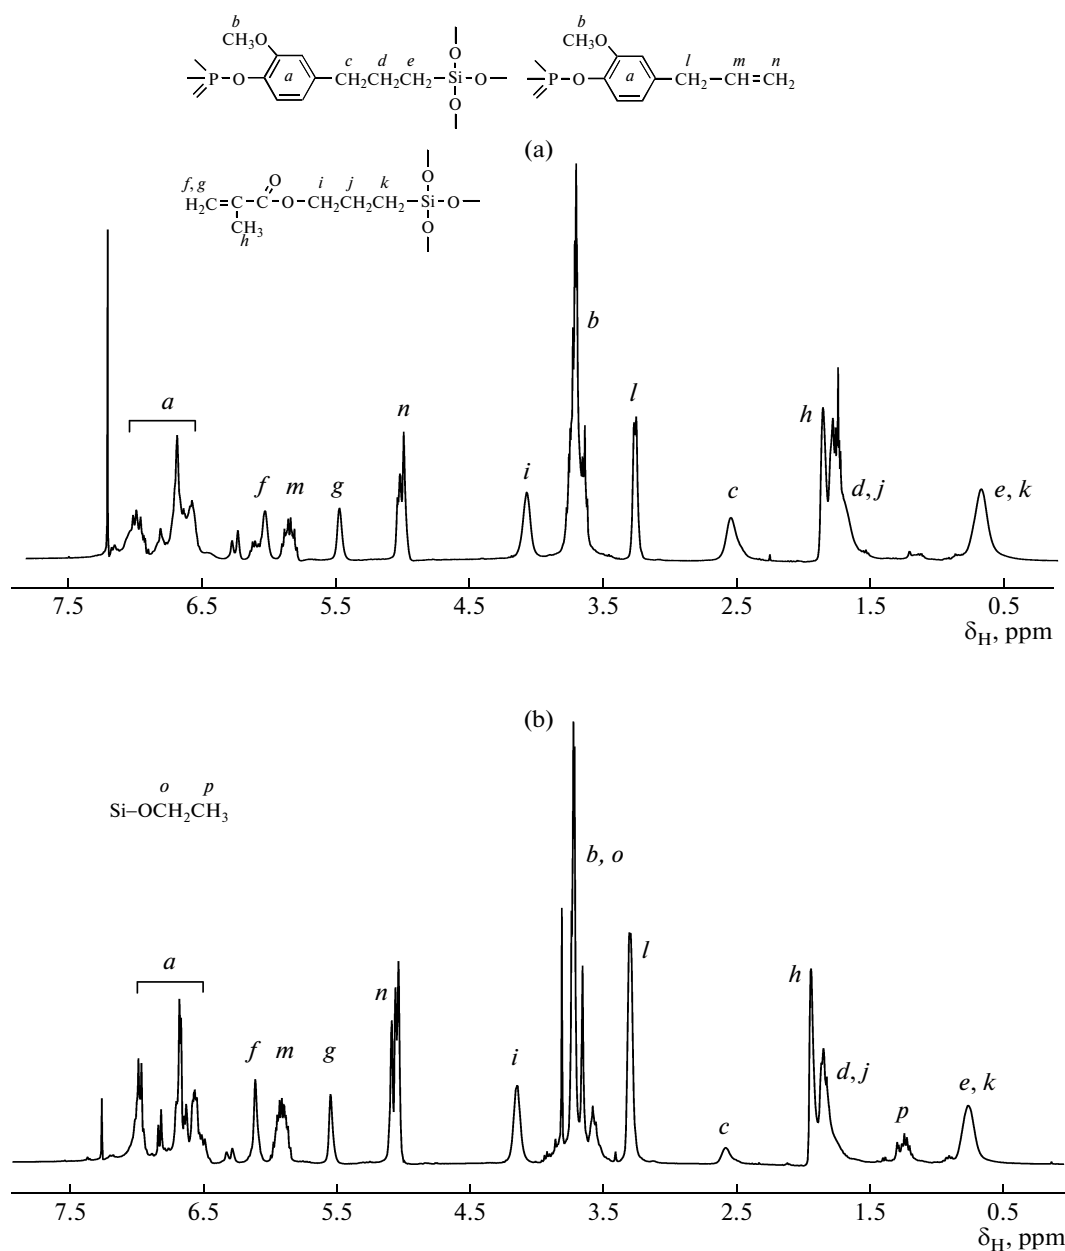 b b
CH3O O CH3O
c d e l m n
P–O a CH2CH2CH2–Si–O– P–O a CH2–CH=CH2
O
(a)
f, g O i j k O
H2C=C–C–O–CH2CH2CH2–Si–O–
CH3 O
h
b
a n l h
f m g i c d, j e, k
7.5 6.5 5.5 4.5 3.5 2.5 1.5 0.5
δH, ppm
(b)
o p
Si–OCH2CH3
b, o
a n l h
f m g i c d, j p e, k
7.5 6.5 5.5 4.5 3.5 2.5 1.5 0.5
δH, ppm